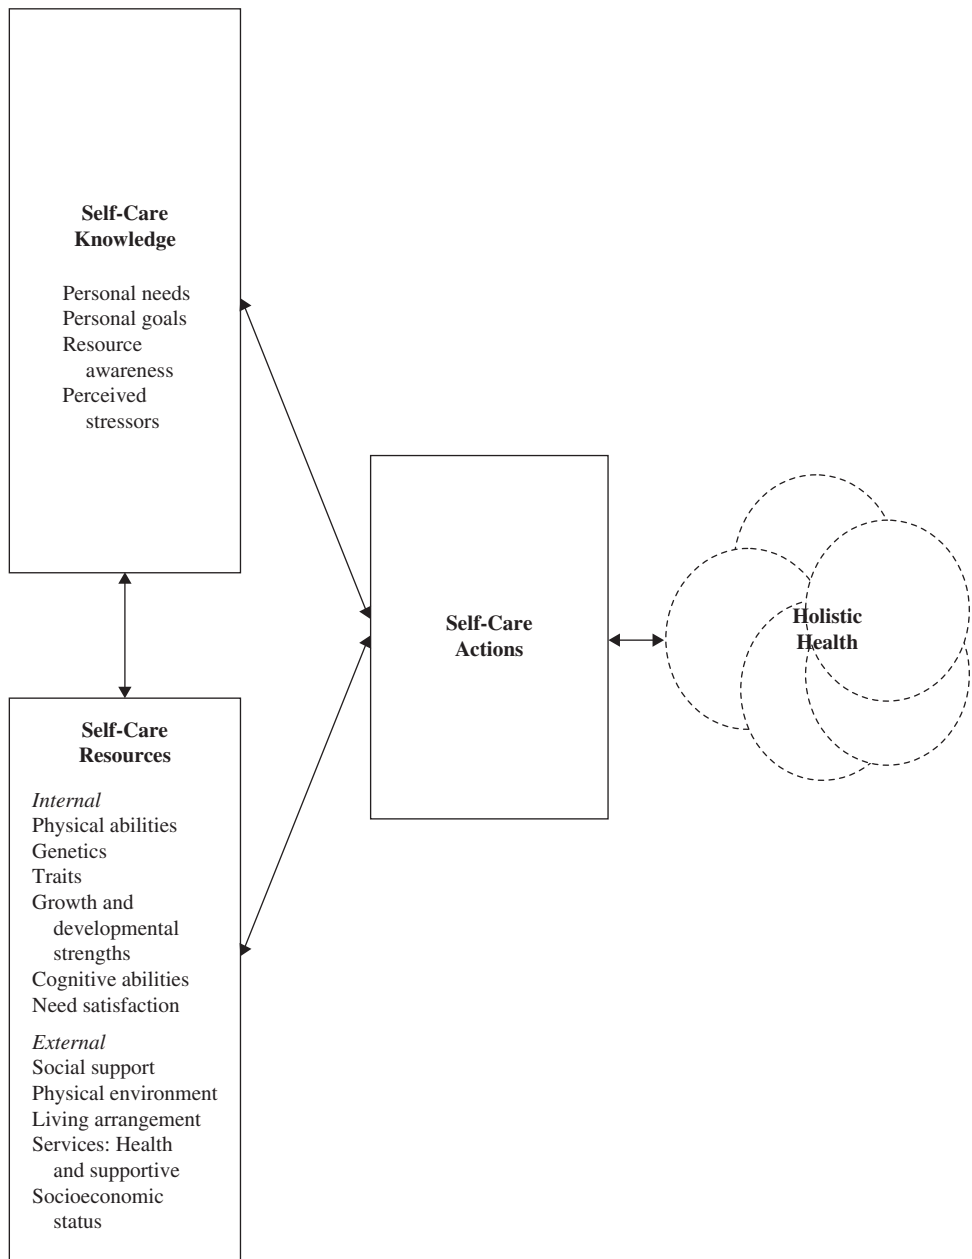 Self-Care
Knowledge
Personal needs
Personal goals
Resource
awareness
Perceived
stressors
Self-Care
Resources
Internal
Physical abilities
Genetics
Traits
Growth and
developmental
strengths
Cognitive abilities
Need satisfaction
External
Social support
Physical environment
Living arrangement
Services: Health
and supportive
Socioeconomic
status
Self-Care
Actions
Holistic
Health